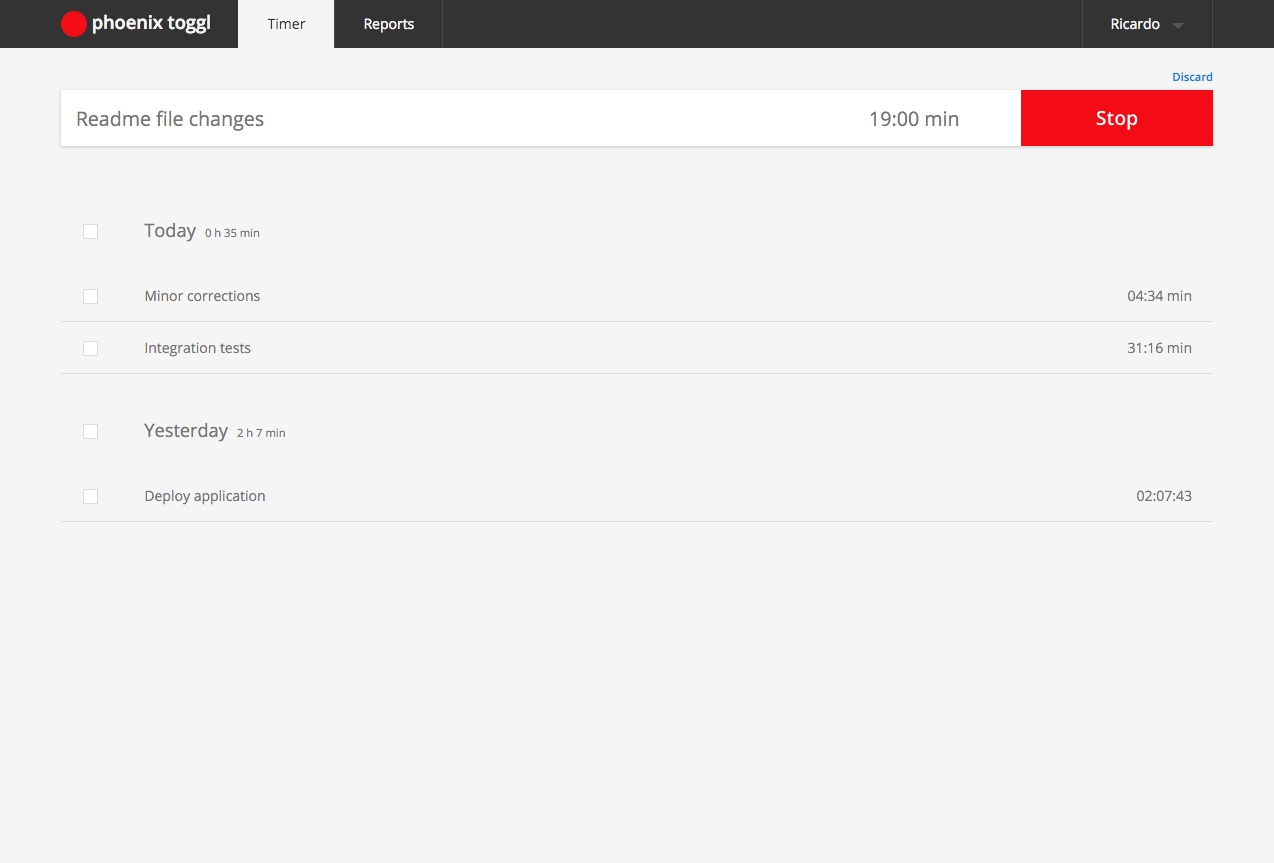 phoenix toggl Timer Reports Ricardo
Discard
Readme file changes 19:00 min Stop
Today 0 h 35 min
Minor corrections 04:34 min
Integration tests 31:16 min
Yesterday 2 h 7 min
Deploy application 02:07:43